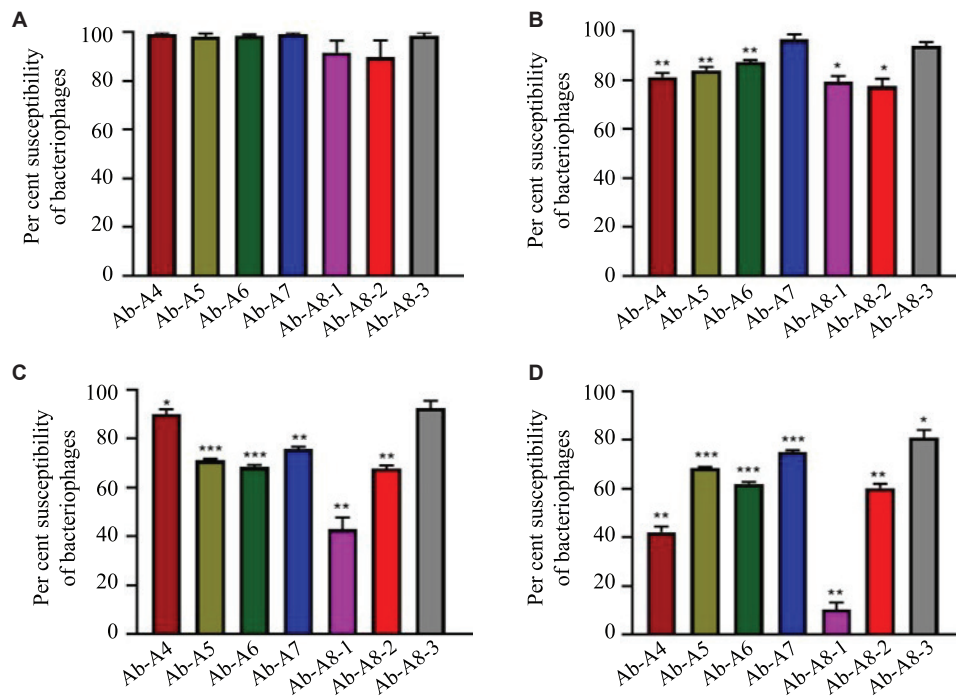 A
Per cent susceptibility
of bacteriophages
100
80
60
40
20
0
Ab-A4
Ab-A5
Ab-A6
Ab-A7
Ab-A8-1
Ab-A8-2
Ab-A8-3
B
Per cent susceptibility
of bacteriophages
100
80
60
40
20
0
**
**
**
*
*
Ab-A4
Ab-A5
Ab-A6
Ab-A7
Ab-A8-1
Ab-A8-2
Ab-A8-3
C
Per cent susceptibility
of bacteriophages
100
80
60
40
20
0
*
***
***
**
**
**
Ab-A4
Ab-A5
Ab-A6
Ab-A7
Ab-A8-1
Ab-A8-2
Ab-A8-3
D
Per cent susceptibility
of bacteriophages
100
80
60
40
20
0
**
***
***
***
**
**
*
Ab-A4
Ab-A5
Ab-A6
Ab-A7
Ab-A8-1
Ab-A8-2
Ab-A8-3